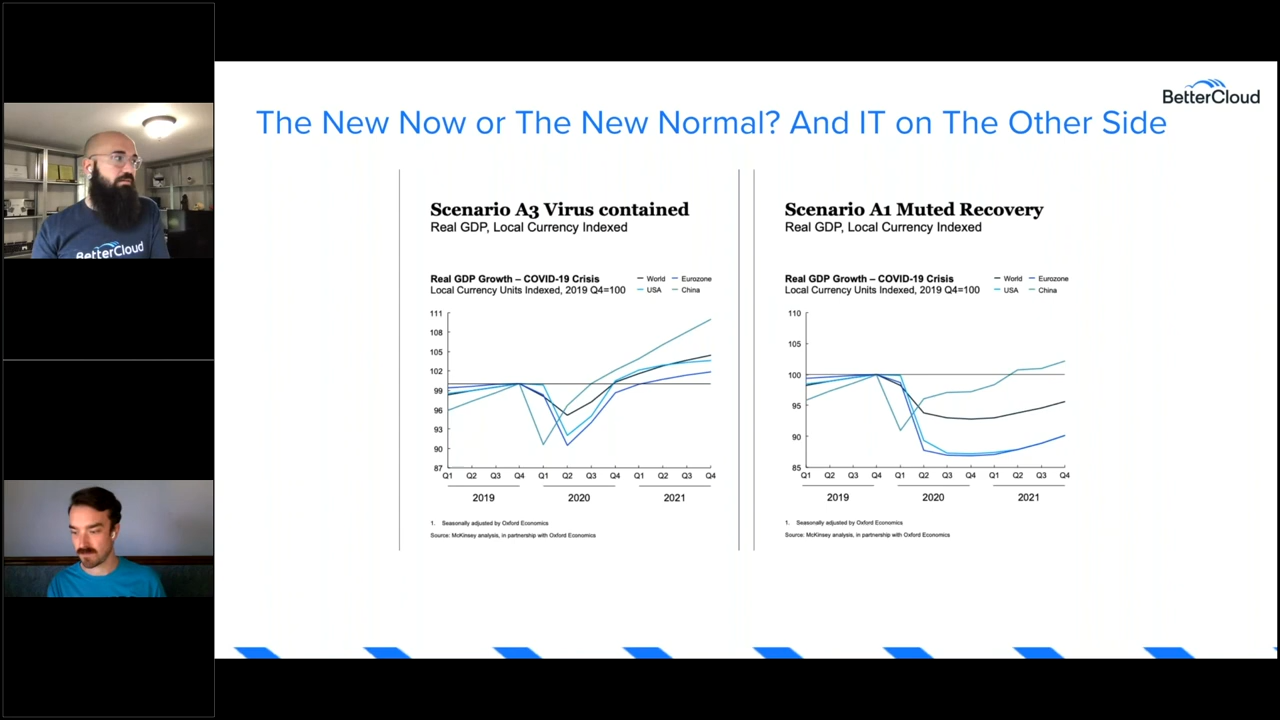 BetterCloud
The New Now or The New Normal? And IT on The Other Side
BetterCloud
Scenario A3 Virus contained
Real GDP, Local Currency Indexed
Real GDP Growth – COVID-19 Crisis
Local Currency Units Indexed, 2019 Q4=100
World Eurozone
USA China
111
108
105
102
99
96
93
90
87
Q1 Q2 Q3 Q4 Q1 Q2 Q3 Q4 Q1 Q2 Q3 Q4
2019 2020 2021
1. Seasonally adjusted by Oxford Economics
Source: McKinsey analysis, in partnership with Oxford Economics
Scenario A1 Muted Recovery
Real GDP, Local Currency Indexed
Real GDP Growth – COVID-19 Crisis
Local Currency Units Indexed, 2019 Q4=100
World Eurozone
USA China
110
105
100
95
90
85
Q1 Q2 Q3 Q4 Q1 Q2 Q3 Q4 Q1 Q2 Q3 Q4
2019 2020 2021
1. Seasonally adjusted by Oxford Economics
Source: McKinsey analysis, in partnership with Oxford Economics